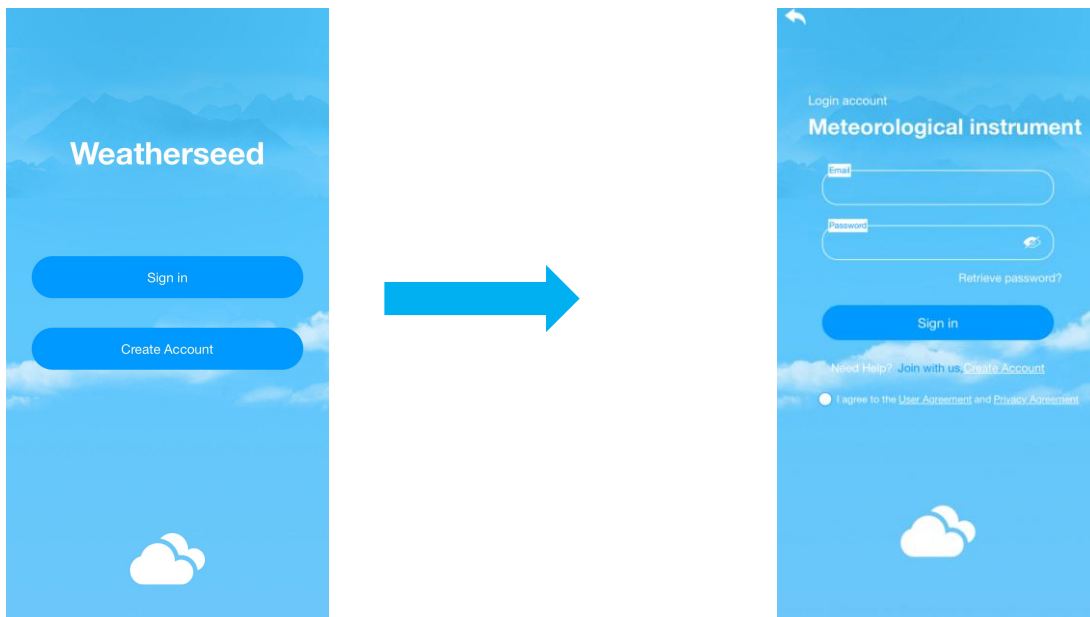 Weatherseed
Sign in
Create Account
Login account
Meteorological instrument
Email
Password
Retrieve password?
Sign in
Need Help? Join with us,Create Account
I agree to the User Agreement and Privacy Agreement